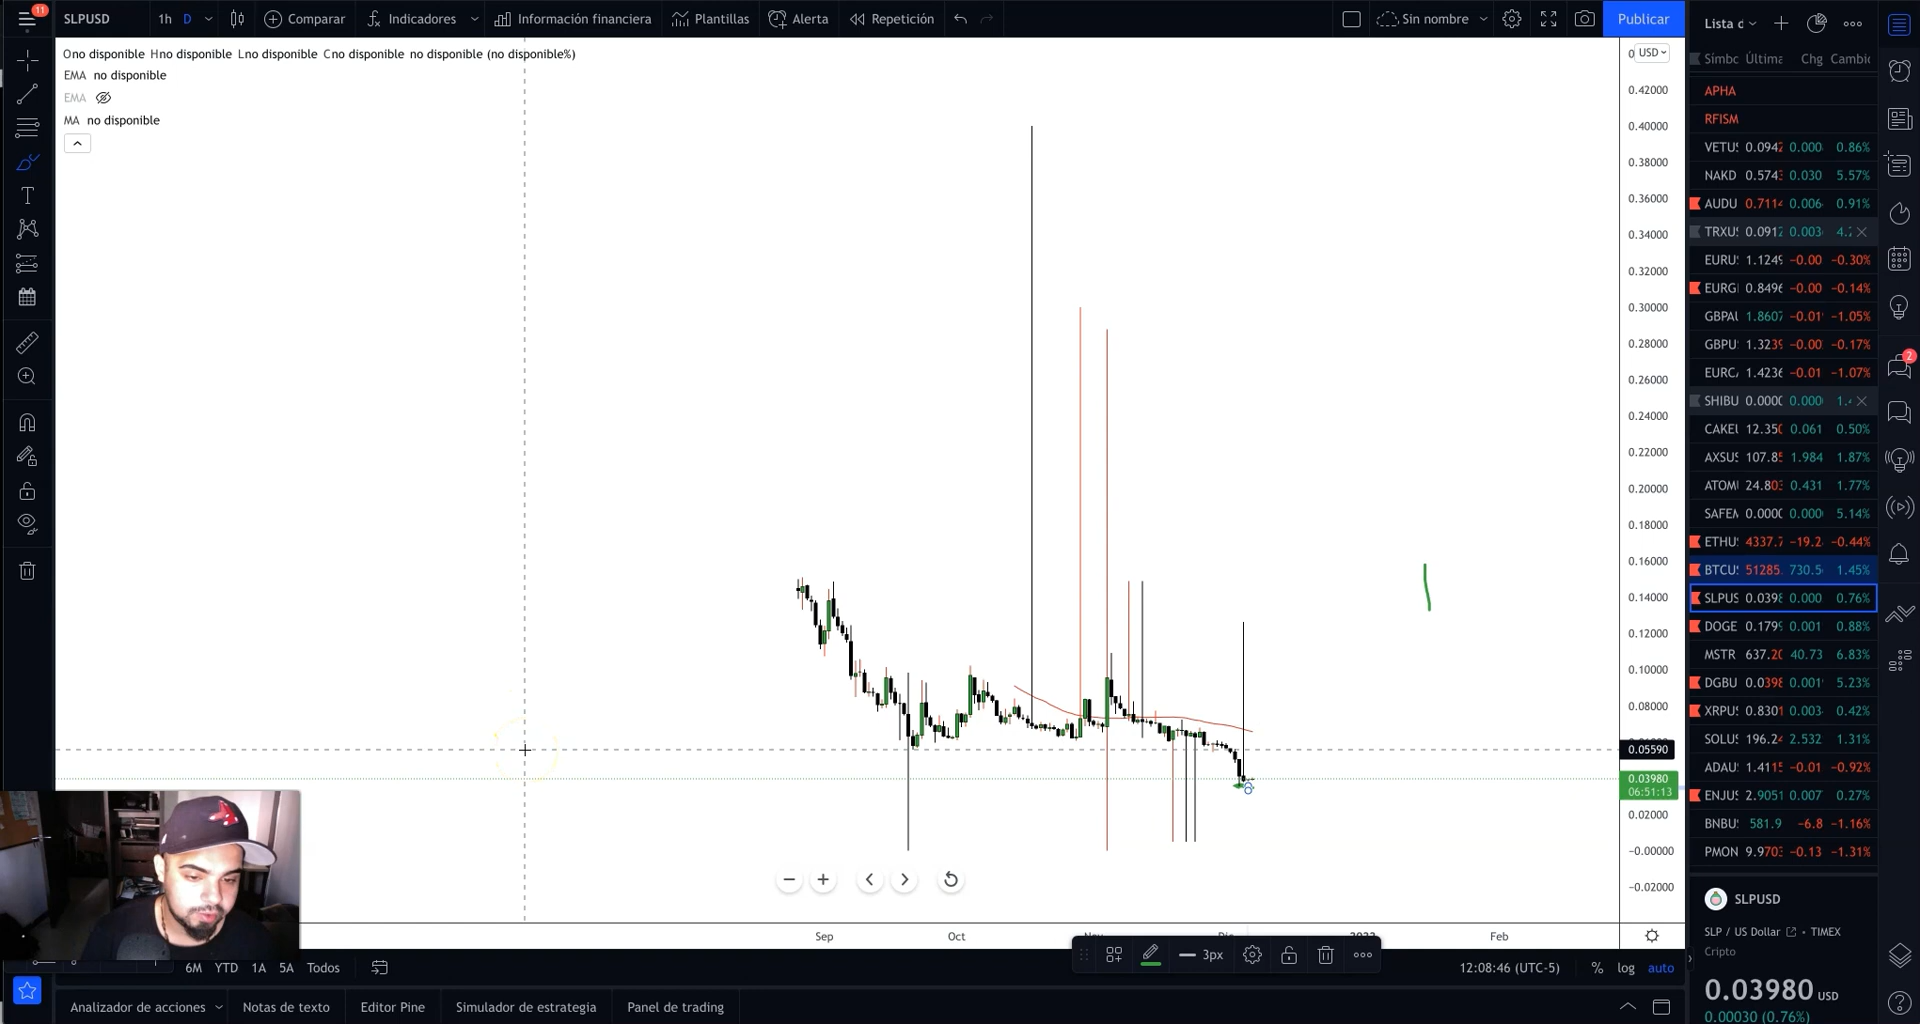 11
SLPUSD 1h D Comparar Indicadores Información financiera Plantillas Alerta Repetición Sin nombre Publicar
Lista d
Ono disponible Hno disponible Lno disponible Cno disponible no disponible (no disponible%)
EMA no disponible
EMA
MA no disponible
USD
0.42000
0.40000
0.38000
0.36000
0.34000
0.32000
0.30000
0.28000
0.26000
0.24000
0.22000
0.20000
0.18000
0.16000
0.14000
0.12000
0.10000
0.08000
0.05590
0.03980
06:51:13
0.02000
−0.00000
−0.02000
Sep Oct Feb
Símbo Última Chg Cambio
APHA
RFISM
VETUS 0.0942 0.000 0.86%
NAKD 0.5743 0.030 5.57%
AUDU 0.7114 0.006 0.91%
TRXUS 0.0912 0.003 4.2
EURU 1.1249 −0.00 −0.30%
EURG 0.8496 −0.00 −0.14%
GBPAU 1.8607 −0.01 −1.05%
GBPU 1.3239 −0.00 −0.17%
EURCA 1.4236 −0.01 −1.07%
SHIBU 0.0000 0.000 1.4
CAKEU 12.350 0.061 0.50%
AXSUS 107.85 1.984 1.87%
ATOMU 24.803 0.431 1.77%
SAFEM 0.0000 0.000 5.14%
ETHUS 4337.7 −19.2 −0.44%
BTCUS 51285. 730.5 1.45%
SLPUS 0.0398 0.000 0.76%
DOGE 0.1799 0.001 0.88%
MSTR 637.20 40.73 6.83%
DGBU 0.0398 0.001 5.23%
XRPUS 0.8301 0.003 0.42%
SOLUS 196.24 2.532 1.31%
ADAU 1.4115 −0.01 −0.92%
ENJUS 2.9051 0.007 0.27%
BNBU 581.9 −6.8 −1.16%
PMON 9.9703 −0.13 −1.31%
2
SLPUSD
SLP / US Dollar • TIMEX
Cripto
0.03980 USD
0.00030 (0.76%)
3px
6M YTD 1A 5A Todos
12:08:46 (UTC-5) % log auto
Analizador de acciones Notas de texto Editor Pine Simulador de estrategia Panel de trading